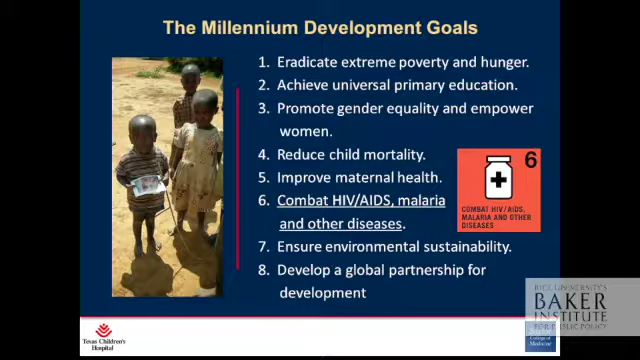 The Millennium Development Goals
1. Eradicate extreme poverty and hunger.
2. Achieve universal primary education.
3. Promote gender equality and empower
women.
4. Reduce child mortality.
5. Improve maternal health.
6. Combat HIV/AIDS, malaria
and other diseases.
7. Ensure environmental sustainability.
8. Develop a global partnership for
development
6
COMBAT HIV/AIDS,
MALARIA AND OTHER
DISEASES
RICE UNIVERSITY'S
BAKER
INSTITUTE
FOR PUBLIC POLICY
Texas Children's
Hospital
College
of Medicine